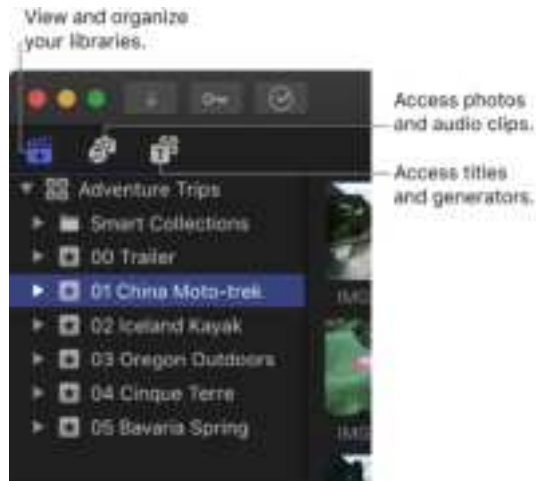 View and organize
your libraries.
Access photos
and audio clips.
Access titles
and generators.
Adventure Trips
Smart Collections
00 Trailer
01 China Moto-trek
02 Iceland Kayak
03 Oregon Outdoors
04 Cinque Terre
05 Bavaria Spring